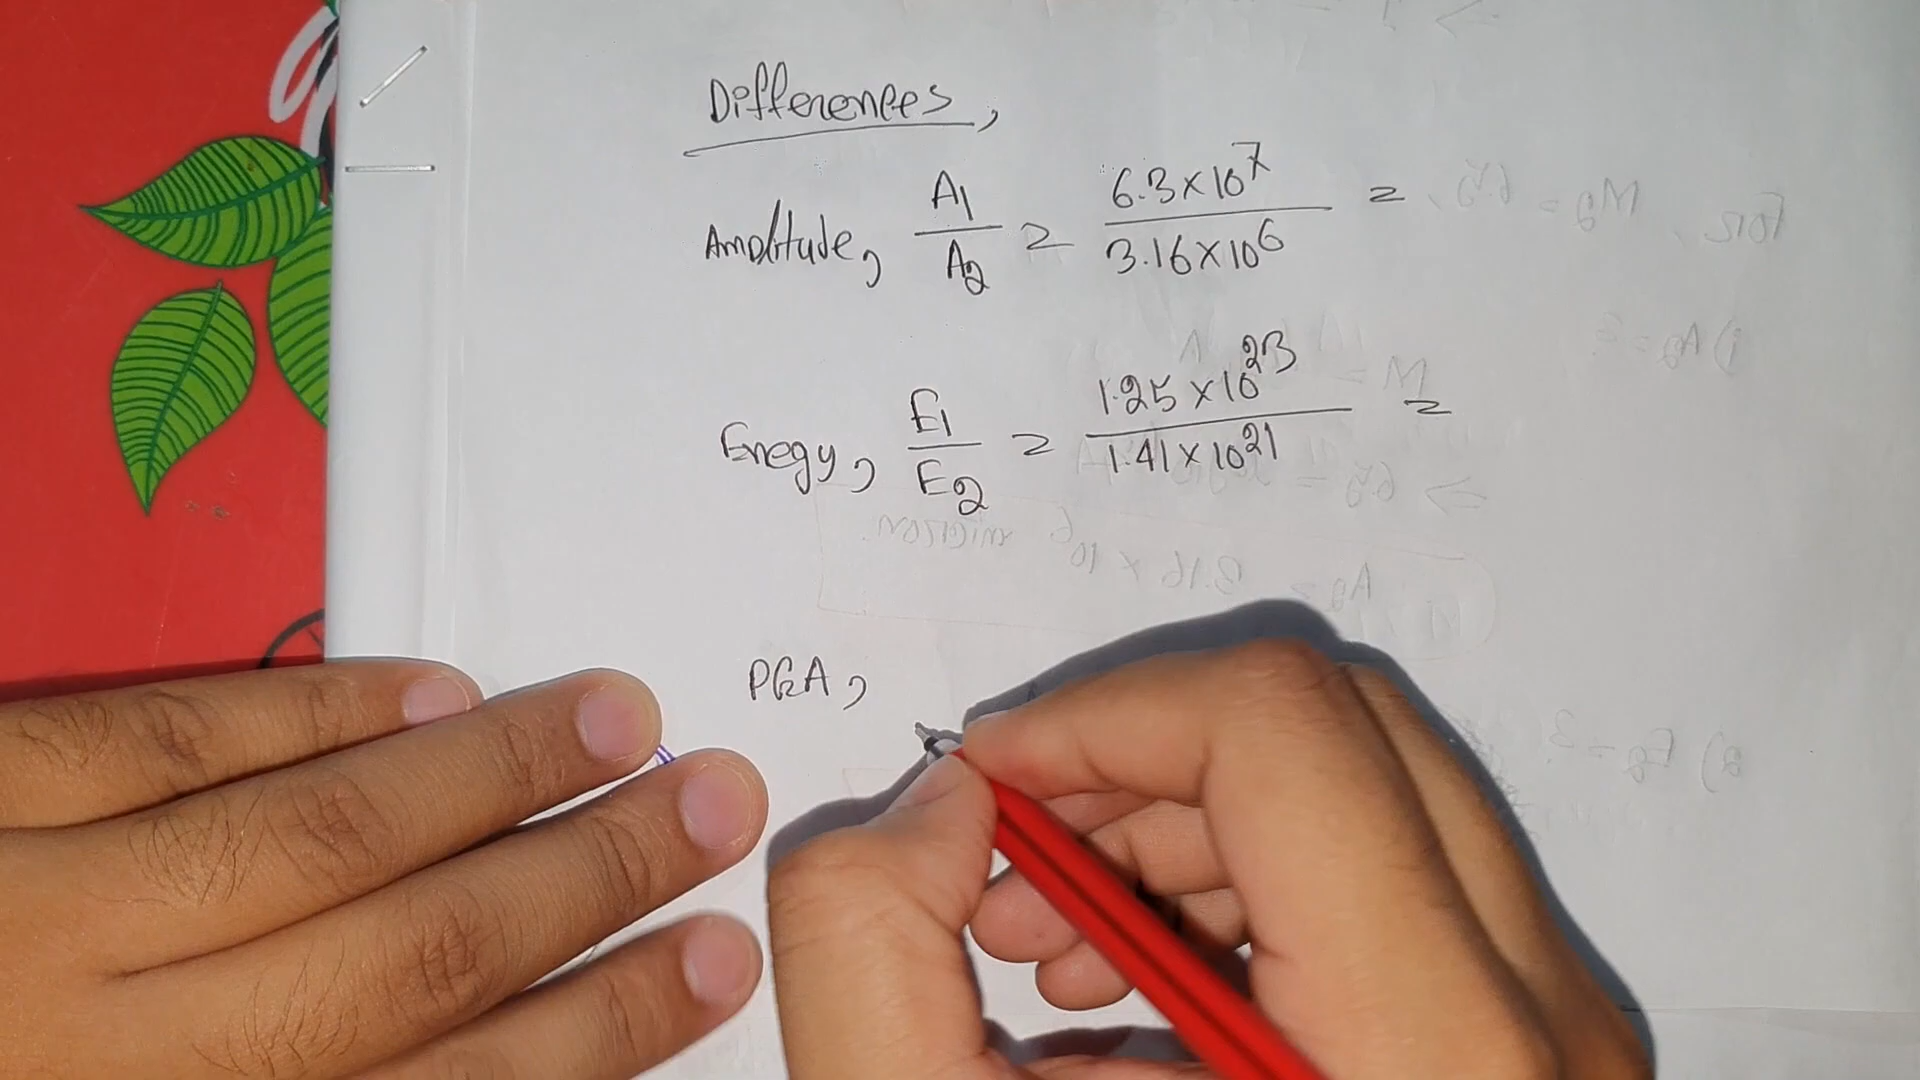 Differences,
Amplitude, A1/A2 = 6.3×10^7 / 3.16×10^6 =
Enegy, E1/E2 = 1.25×10^23 / 1.41×10^21 =
PGA,